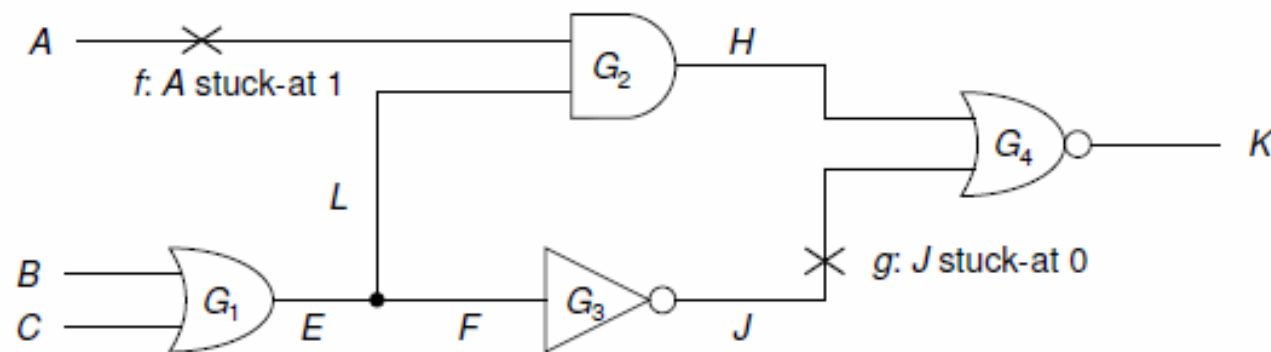 A
f: A stuck-at 1
G2
H
G4
K
L
B
C
G1
E
F
G3
J
g: J stuck-at 0